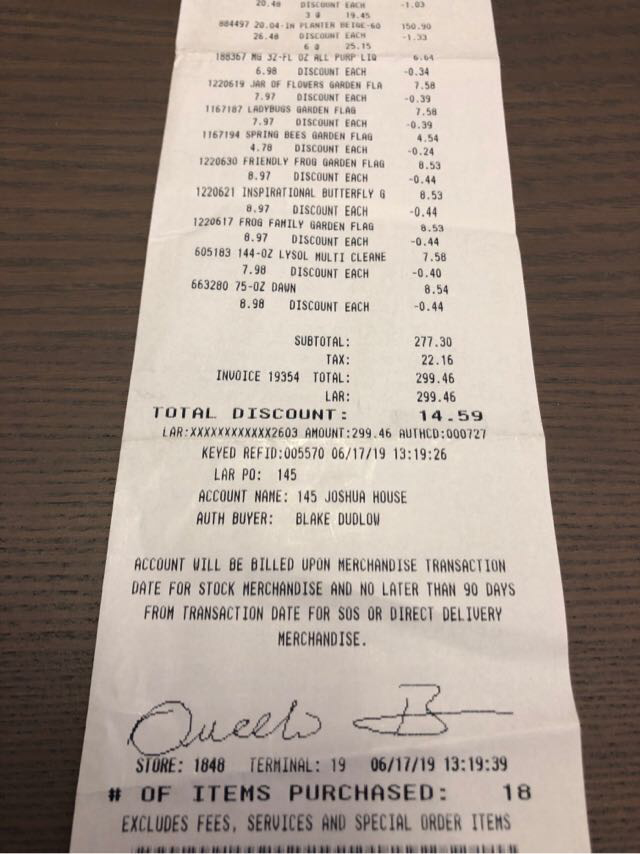 20.48 DISCOUNT EACH -1.03
3 @ 19.45
884497 20.04-IN PLANTER BEIGE-60 150.90
26.48 DISCOUNT EACH -1.33
6 @ 25.15
188367 MG 32-FL OZ ALL PURP LIQ 6.64
6.98 DISCOUNT EACH -0.34
1220619 JAR OF FLOWERS GARDEN FLA 7.58
7.97 DISCOUNT EACH -0.39
1167187 LADYBUGS GARDEN FLAG 7.58
7.97 DISCOUNT EACH -0.39
1167194 SPRING BEES GARDEN FLAG 4.54
4.78 DISCOUNT EACH -0.24
1220630 FRIENDLY FROG GARDEN FLAG 8.53
8.97 DISCOUNT EACH -0.44
1220621 INSPIRATIONAL BUTTERFLY G 8.53
8.97 DISCOUNT EACH -0.44
1220617 FROG FAMILY GARDEN FLAG 8.53
8.97 DISCOUNT EACH -0.44
605183 144-OZ LYSOL MULTI CLEANE 7.58
7.98 DISCOUNT EACH -0.40
663280 75-OZ DAWN 8.54
8.98 DISCOUNT EACH -0.44
SUBTOTAL: 277.30
TAX: 22.16
INVOICE 19354 TOTAL: 299.46
LAR: 299.46
TOTAL DISCOUNT: 14.59
LAR:XXXXXXXXXXXX2603 AMOUNT:299.46 AUTHCD:000727
KEYED REFID:005570 06/17/19 13:19:26
LAR PO: 145
ACCOUNT NAME: 145 JOSHUA HOUSE
AUTH BUYER: BLAKE DUDLOW
ACCOUNT WILL BE BILLED UPON MERCHANDISE TRANSACTION
DATE FOR STOCK MERCHANDISE AND NO LATER THAN 90 DAYS
FROM TRANSACTION DATE FOR SOS OR DIRECT DELIVERY
MERCHANDISE.
STORE: 1848 TERMINAL: 19 06/17/19 13:19:39
# OF ITEMS PURCHASED: 18
EXCLUDES FEES, SERVICES AND SPECIAL ORDER ITEMS